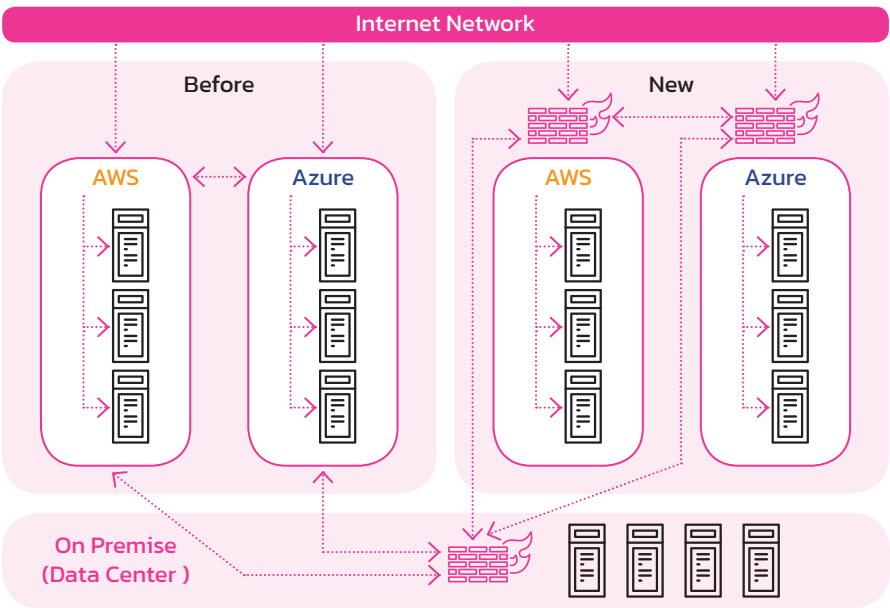 Internet Network
Before
New
AWS
Azure
AWS
Azure
On Premise
(Data Center )